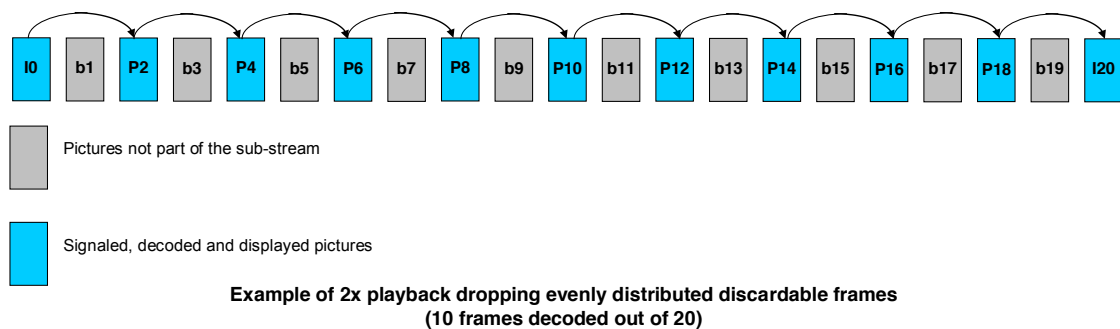 I0 b1 P2 b3 P4 b5 P6 b7 P8 b9 P10 b11 P12 b13 P14 b15 P16 b17 P18 b19 I20
Pictures not part of the sub-stream
Signaled, decoded and displayed pictures
Example of 2x playback dropping evenly distributed discardable frames
(10 frames decoded out of 20)